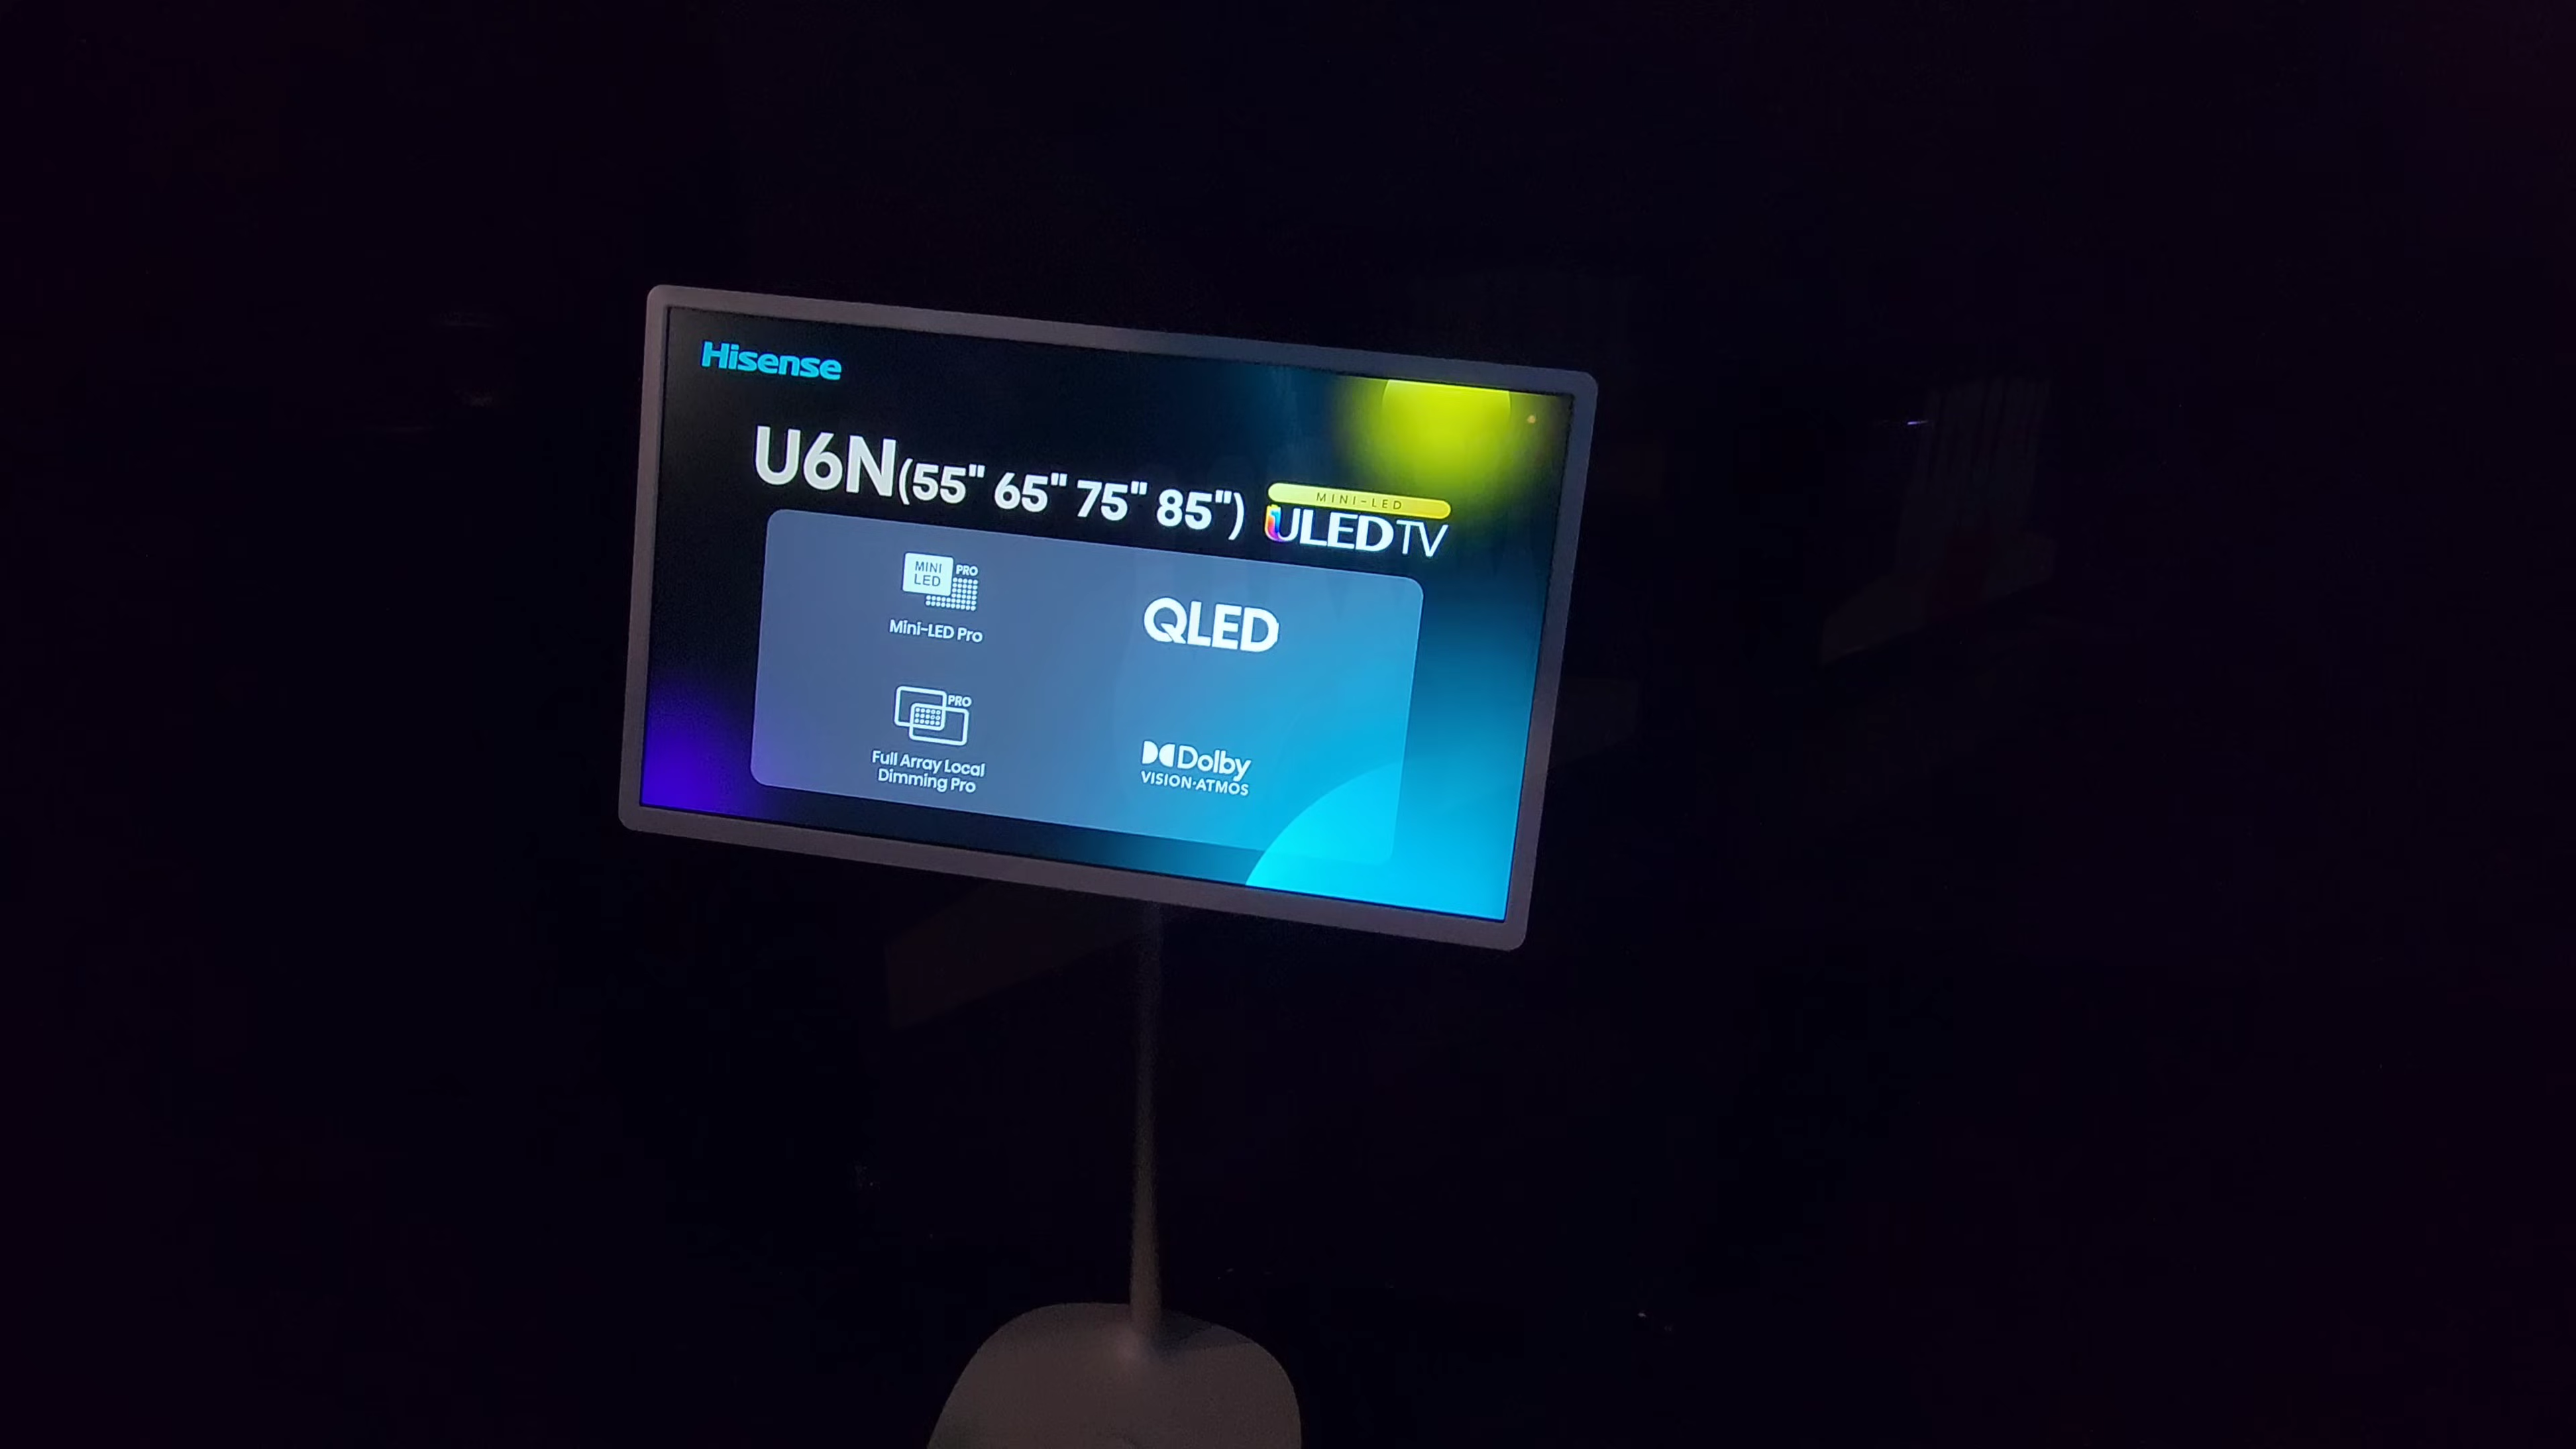 Hisense
U6N(55" 65" 75" 85")
MINI-LED
ULED TV
MINI LED PRO
Mini-LED Pro
QLED
PRO
Full Array Local
Dimming Pro
Dolby
VISION·ATMOS